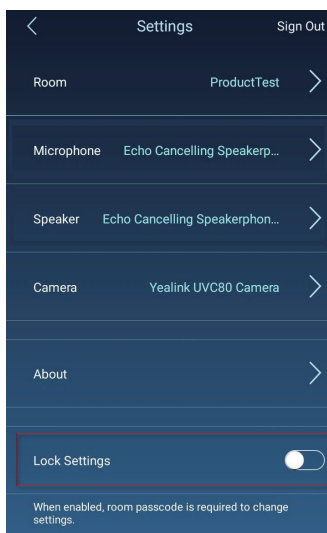 Settings Sign Out
Room ProductTest
Microphone Echo Cancelling Speakerp...
Speaker Echo Cancelling Speakerphon...
Camera Yealink UVC80 Camera
About
Lock Settings
When enabled, room passcode is required to change
settings.